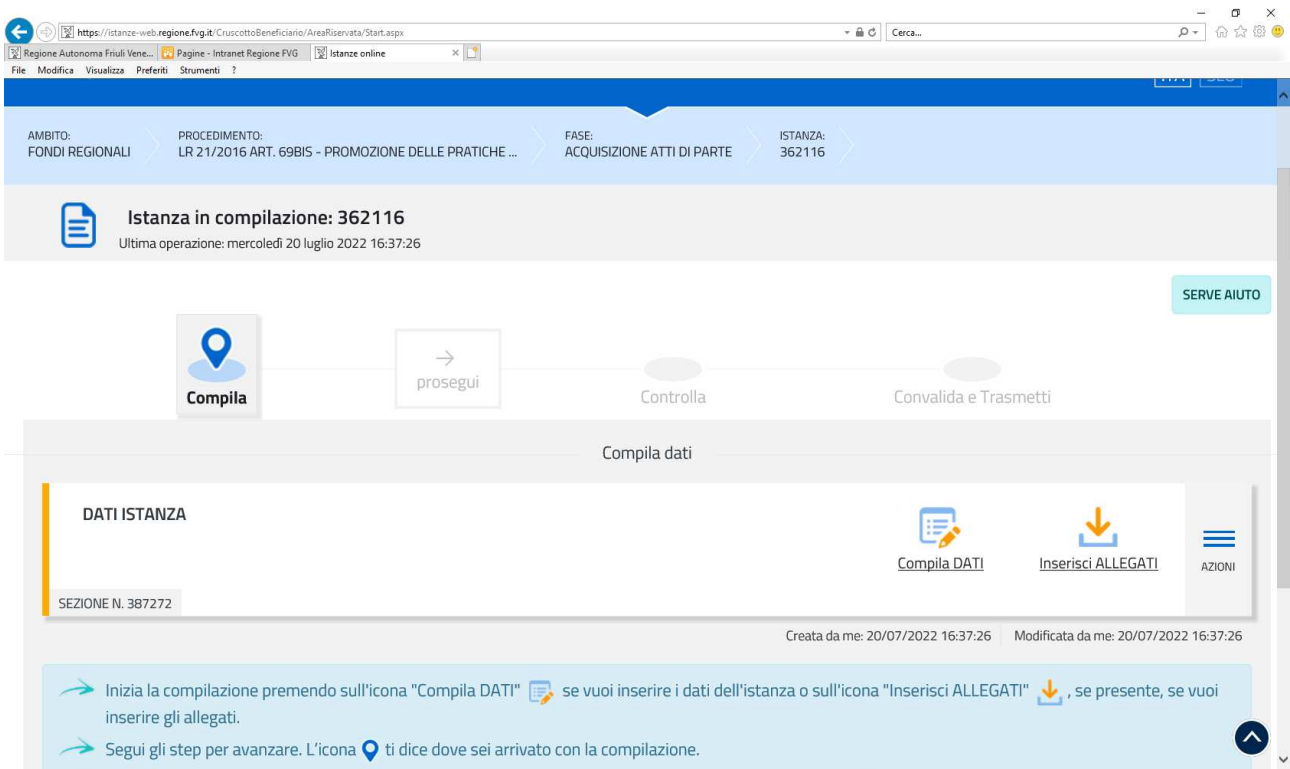 https://istanze-web.regione.fvg.it/CruscottoBeneficiario/AreaRiservata/Start.aspx
Cerca...
Regione Autonoma Friuli Vene...
Pagine - Intranet Regione FVG
Istanze online
File Modifica Visualizza Preferiti Strumenti ?
AMBITO:
FONDI REGIONALI
PROCEDIMENTO:
LR 21/2016 ART. 69BIS - PROMOZIONE DELLE PRATICHE ...
FASE:
ACQUISIZIONE ATTI DI PARTE
ISTANZA:
362116
Istanza in compilazione: 362116
Ultima operazione: mercoledì 20 luglio 2022 16:37:26
SERVE AIUTO
Compila
prosegui
Controlla
Convalida e Trasmetti
Compila dati
DATI ISTANZA
Compila DATI
Inserisci ALLEGATI
AZIONI
SEZIONE N. 387272
Creata da me: 20/07/2022 16:37:26
Modificata da me: 20/07/2022 16:37:26
Inizia la compilazione premendo sull'icona "Compila DATI" se vuoi inserire i dati dell'istanza o sull'icona "Inserisci ALLEGATI" , se presente, se vuoi
inserire gli allegati.
Segui gli step per avanzare. L'icona ti dice dove sei arrivato con la compilazione.